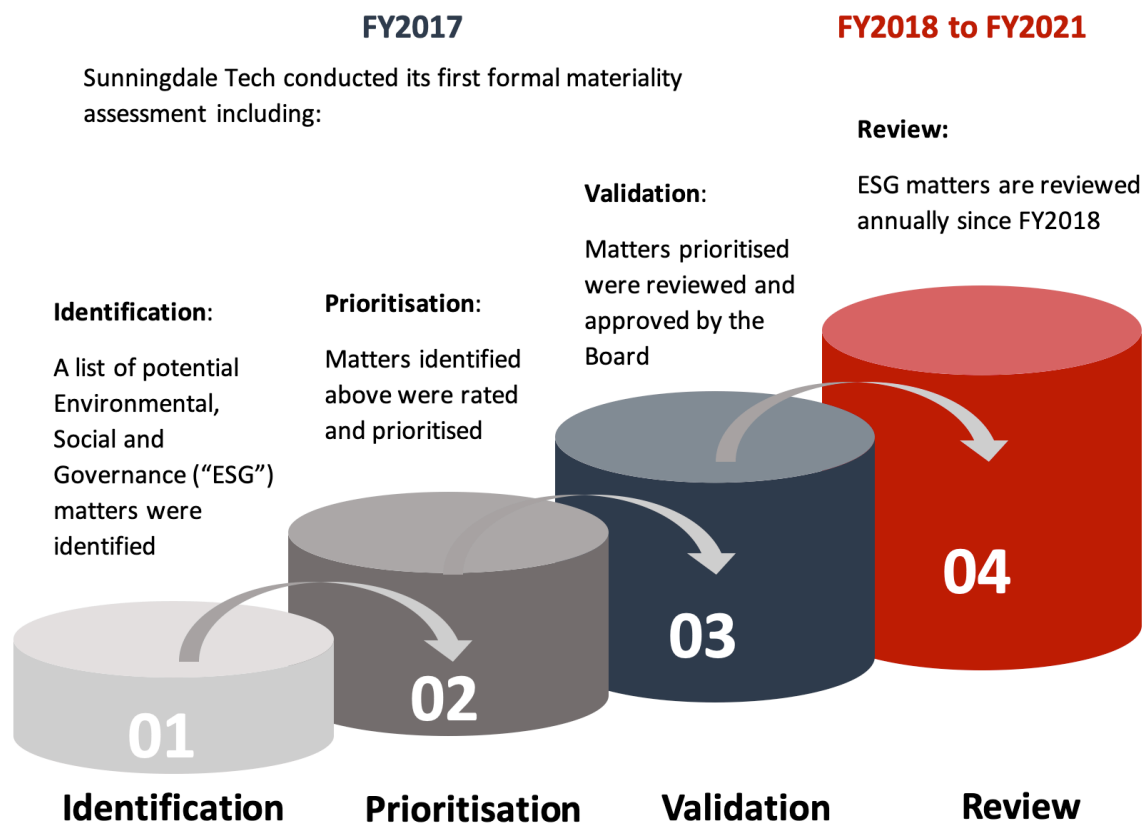 FY2017
FY2018 to FY2021
Sunningdale Tech conducted its first formal materiality
assessment including:
Identification:
A list of potential
Environmental,
Social and
Governance (“ESG”)
matters were
identified
Prioritisation:
Matters identified
above were rated
and prioritised
Validation:
Matters prioritised
were reviewed and
approved by the
Board
Review:
ESG matters are reviewed
annually since FY2018
01
02
03
04
Identification
Prioritisation
Validation
Review